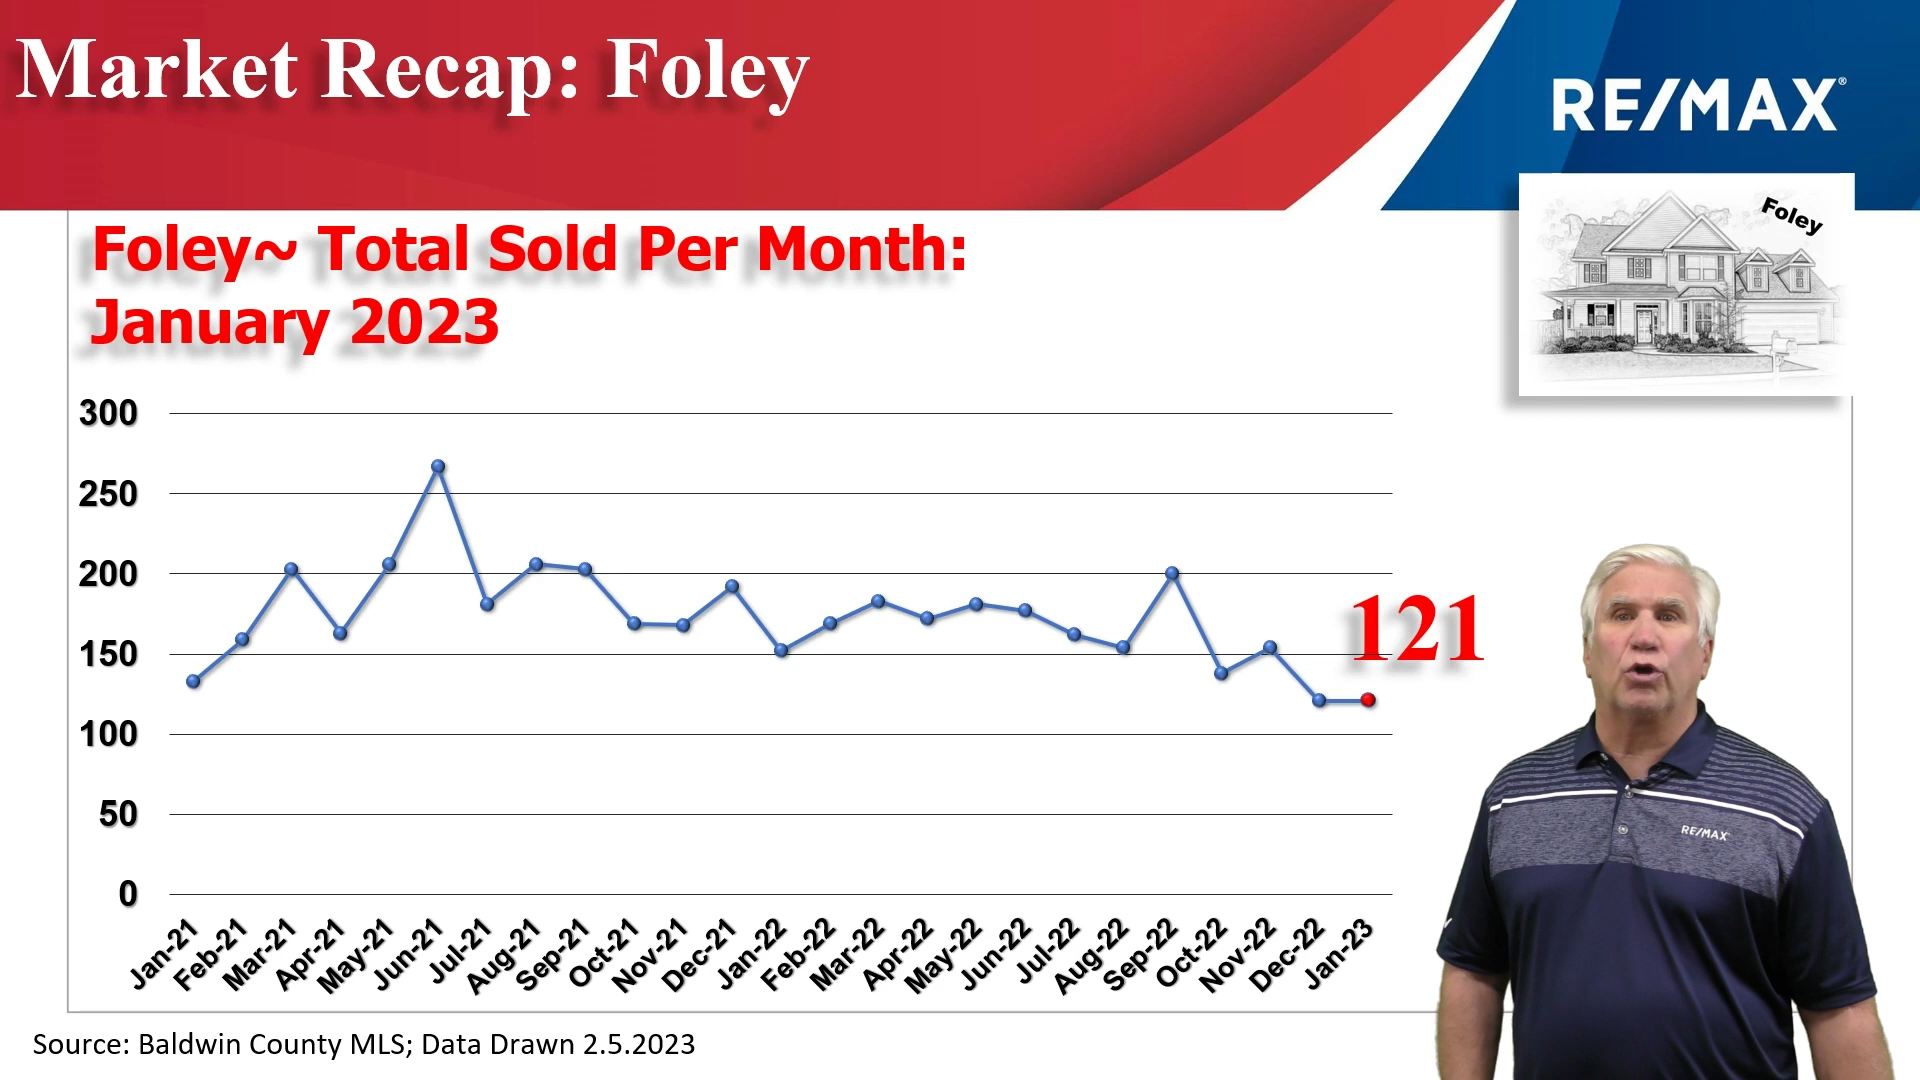 Market Recap: Foley
RE/MAX®
Foley
Foley~ Total Sold Per Month:
January 2023
300
250
200
150
100
50
0
121
Jan-21 Feb-21 Mar-21 Apr-21 May-21 Jun-21 Jul-21 Aug-21 Sep-21 Oct-21 Nov-21 Dec-21 Jan-22 Feb-22 Mar-22 Apr-22 May-22 Jun-22 Jul-22 Aug-22 Sep-22 Oct-22 Nov-22 Dec-22 Jan-23
RE/MAX
Source: Baldwin County MLS; Data Drawn 2.5.2023